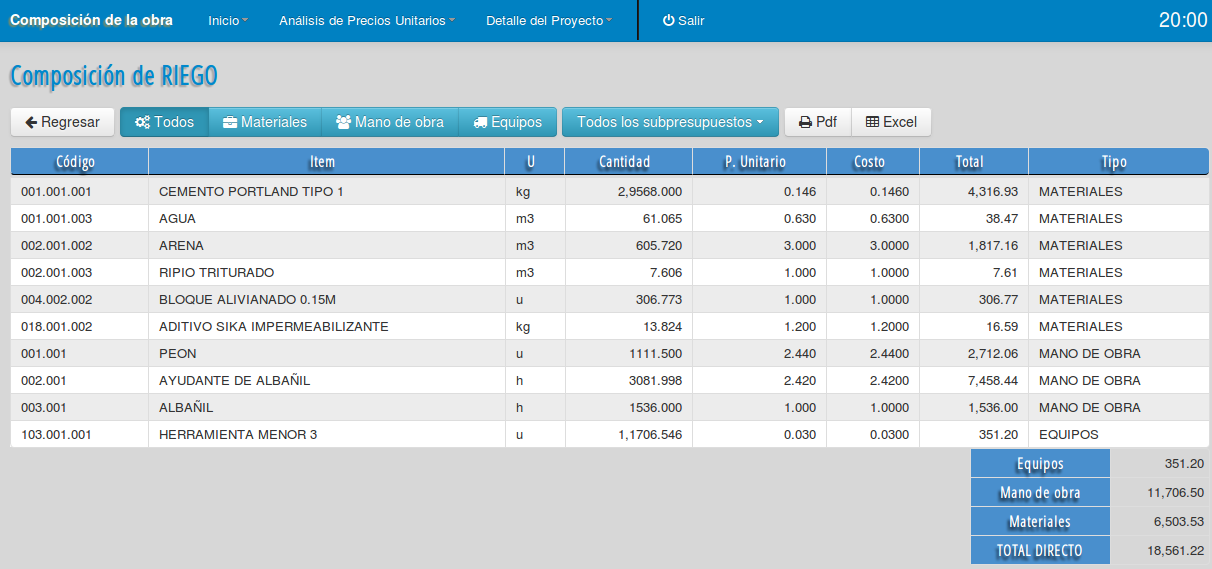 Composición de la obra Inicio Análisis de Precios Unitarios Detalle del Proyecto Salir 20:00
Composición de RIEGO
Regresar Todos Materiales Mano de obra Equipos Todos los subpresupuestos Pdf Excel
Código Item U Cantidad P. Unitario Costo Total Tipo
001.001.001 CEMENTO PORTLAND TIPO 1 kg 2,9568.000 0.146 0.1460 4,316.93 MATERIALES
001.001.003 AGUA m3 61.065 0.630 0.6300 38.47 MATERIALES
002.001.002 ARENA m3 605.720 3.000 3.0000 1,817.16 MATERIALES
002.001.003 RIPIO TRITURADO m3 7.606 1.000 1.0000 7.61 MATERIALES
004.002.002 BLOQUE ALIVIANADO 0.15M u 306.773 1.000 1.0000 306.77 MATERIALES
018.001.002 ADITIVO SIKA IMPERMEABILIZANTE kg 13.824 1.200 1.2000 16.59 MATERIALES
001.001 PEON u 1111.500 2.440 2.4400 2,712.06 MANO DE OBRA
002.001 AYUDANTE DE ALBAÑIL h 3081.998 2.420 2.4200 7,458.44 MANO DE OBRA
003.001 ALBAÑIL h 1536.000 1.000 1.0000 1,536.00 MANO DE OBRA
103.001.001 HERRAMIENTA MENOR 3 u 1,1706.546 0.030 0.0300 351.20 EQUIPOS
Equipos 351.20
Mano de obra 11,706.50
Materiales 6,503.53
TOTAL DIRECTO 18,561.22